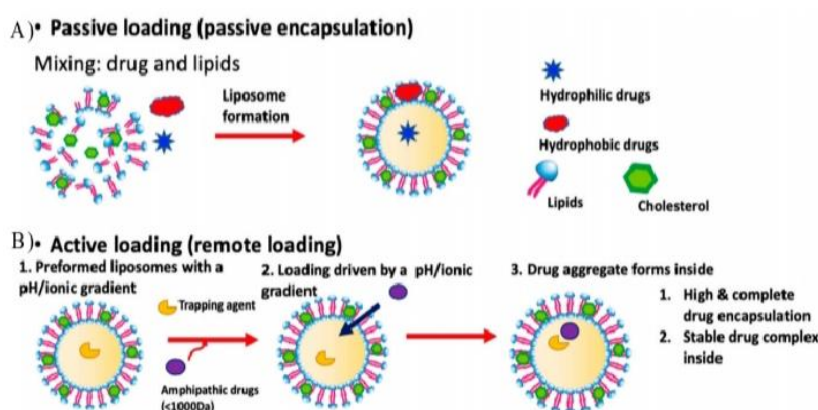 A)• Passive loading (passive encapsulation)
Mixing: drug and lipids
Liposome
formation
Hydrophilic drugs
Hydrophobic drugs
Lipids
Cholesterol
B)• Active loading (remote loading)
1. Preformed liposomes with a
pH/ionic gradient
Trapping agent
Amphipathic drugs
(<1000Da)
2. Loading driven by a pH/ionic
gradient
3. Drug aggregate forms inside
1. High & complete
drug encapsulation
2. Stable drug complex
inside